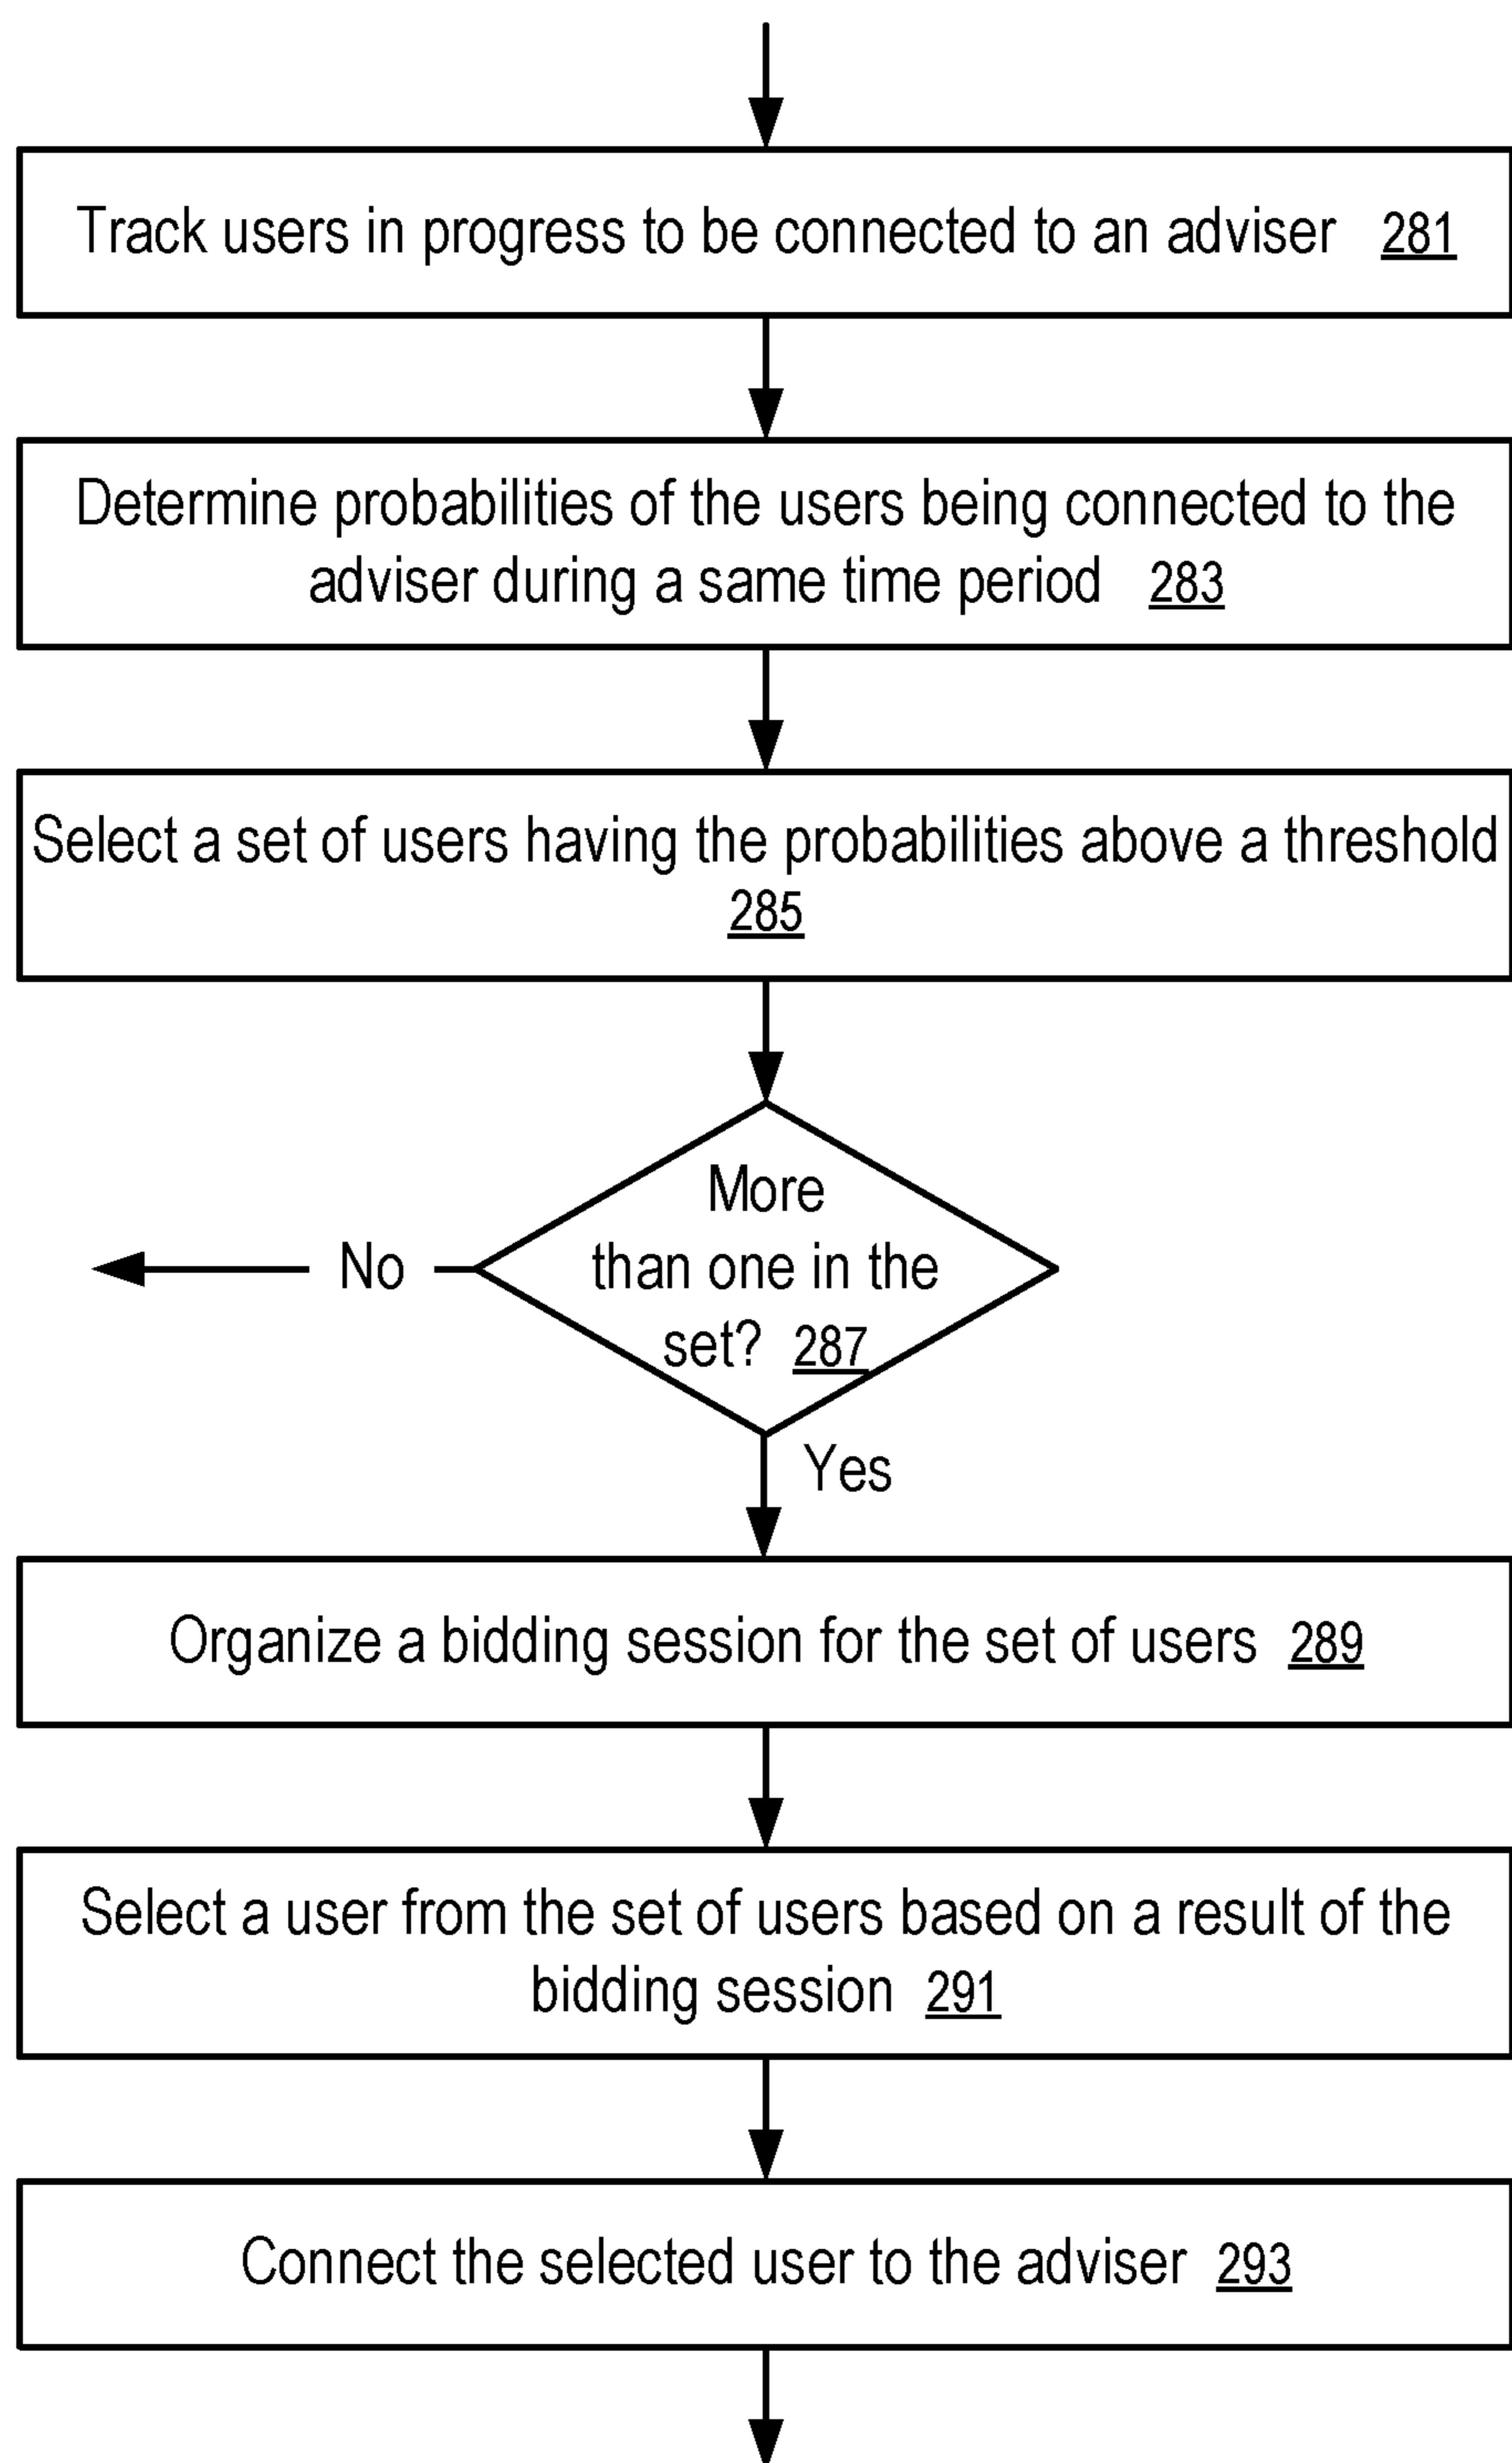 Track users in progress to be connected to an adviser 281
Determine probabilities of the users being connected to the
adviser during a same time period 283
Select a set of users having the probabilities above a threshold
285
More
than one in the
set? 287
No
Yes
Organize a bidding session for the set of users 289
Select a user from the set of users based on a result of the
bidding session 291
Connect the selected user to the adviser 293